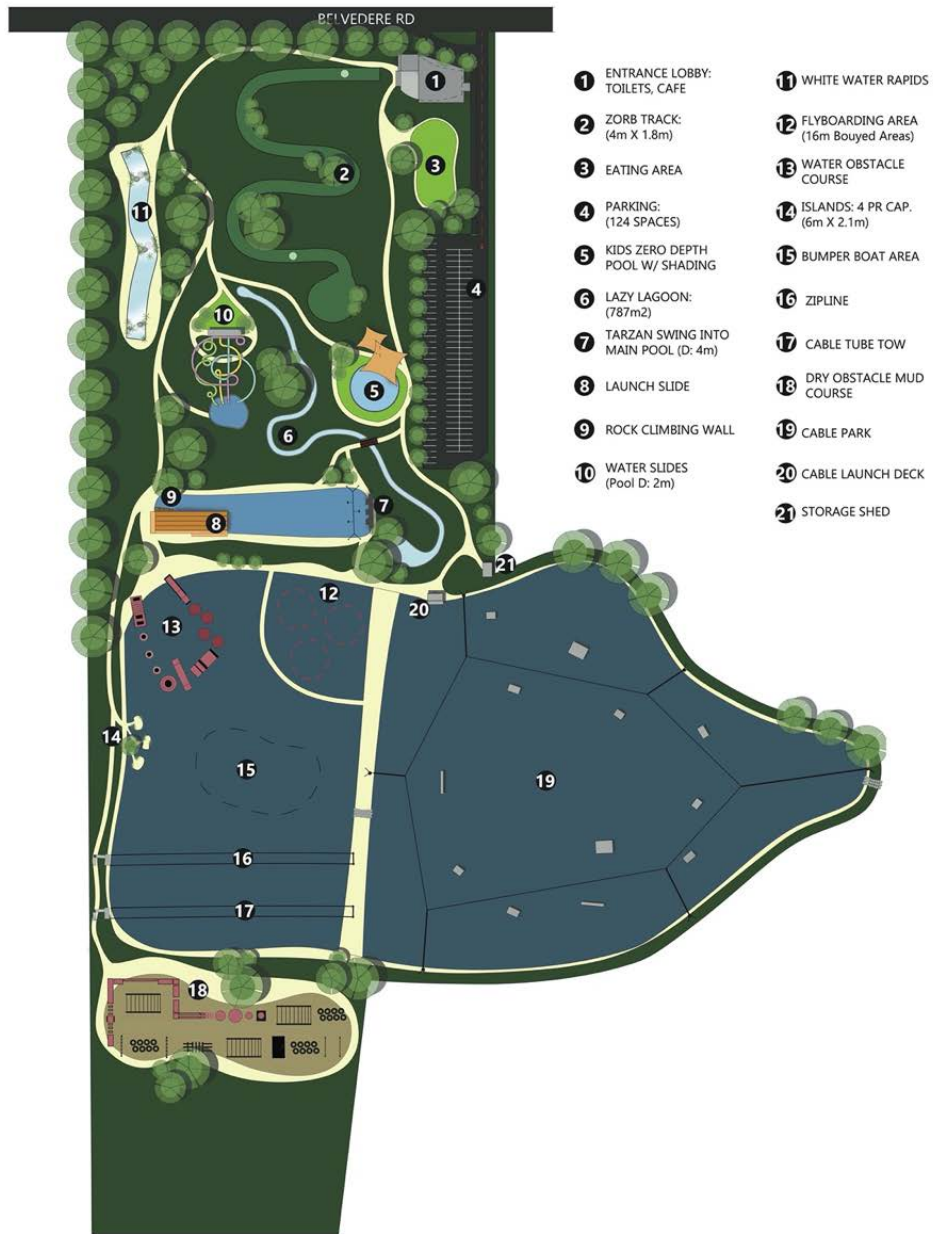 BELVEDERE RD
1 ENTRANCE LOBBY:
TOILETS, CAFE
2 ZORB TRACK:
(4m X 1.8m)
3 EATING AREA
4 PARKING:
(124 SPACES)
5 KIDS ZERO DEPTH
POOL W/ SHADING
6 LAZY LAGOON:
(787m2)
7 TARZAN SWING INTO
MAIN POOL (D: 4m)
8 LAUNCH SLIDE
9 ROCK CLIMBING WALL
10 WATER SLIDES
(Pool D: 2m)
11 WHITE WATER RAPIDS
12 FLYBOARDING AREA
(16m Bouyed Areas)
13 WATER OBSTACLE
COURSE
14 ISLANDS: 4 PR CAP.
(6m X 2.1m)
15 BUMPER BOAT AREA
16 ZIPLINE
17 CABLE TUBE TOW
18 DRY OBSTACLE MUD
COURSE
19 CABLE PARK
20 CABLE LAUNCH DECK
21 STORAGE SHED
1
2
3
11
4
10
5
6
9
7
8
21
12
20
13
14
15
19
16
17
18